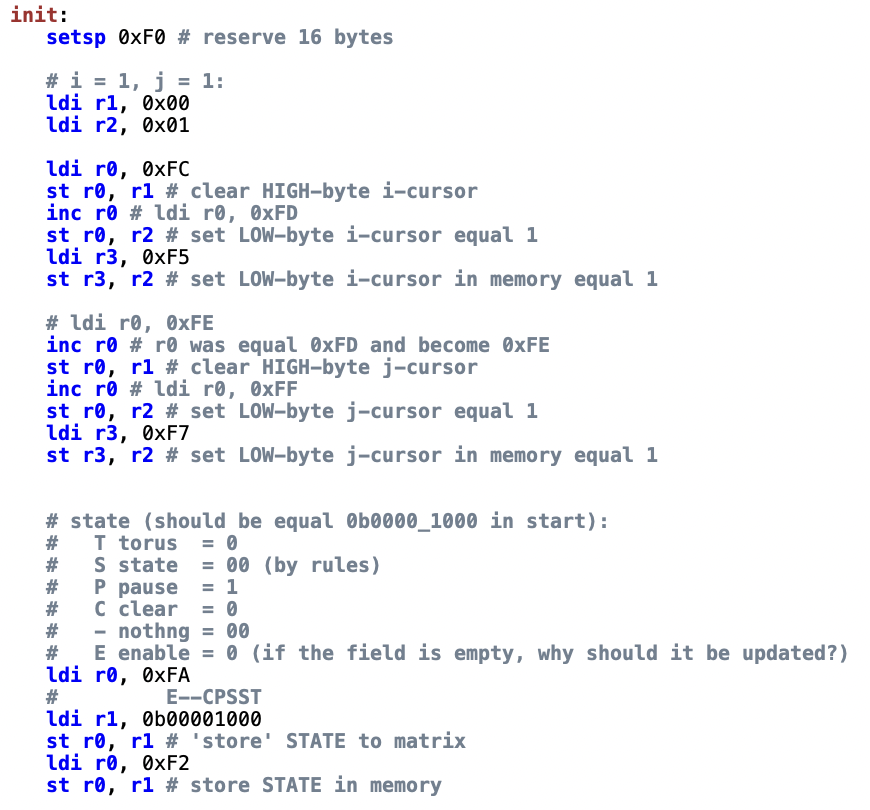 init:
setsp 0xF0 # reserve 16 bytes
# i = 1, j = 1:
ldi r1, 0x00
ldi r2, 0x01
ldi r0, 0xFC
st r0, r1 # clear HIGH-byte i-cursor
inc r0 # ldi r0, 0xFD
st r0, r2 # set LOW-byte i-cursor equal 1
ldi r3, 0xF5
st r3, r2 # set LOW-byte i-cursor in memory equal 1
# ldi r0, 0xFE
inc r0 # r0 was equal 0xFD and become 0xFE
st r0, r1 # clear HIGH-byte j-cursor
inc r0 # ldi r0, 0xFF
st r0, r2 # set LOW-byte j-cursor equal 1
ldi r3, 0xF7
st r3, r2 # set LOW-byte j-cursor in memory equal 1
# state (should be equal 0b0000_1000 in start):
#   T torus  = 0
#   S state  = 00 (by rules)
#   P pause  = 1
#   C clear  = 0
#   - nothng = 00
#   E enable = 0 (if the field is empty, why should it be updated?)
ldi r0, 0xFA
#         E--CPSST
ldi r1, 0b00001000
st r0, r1 # 'store' STATE to matrix
ldi r0, 0xF2
st r0, r1 # store STATE in memory